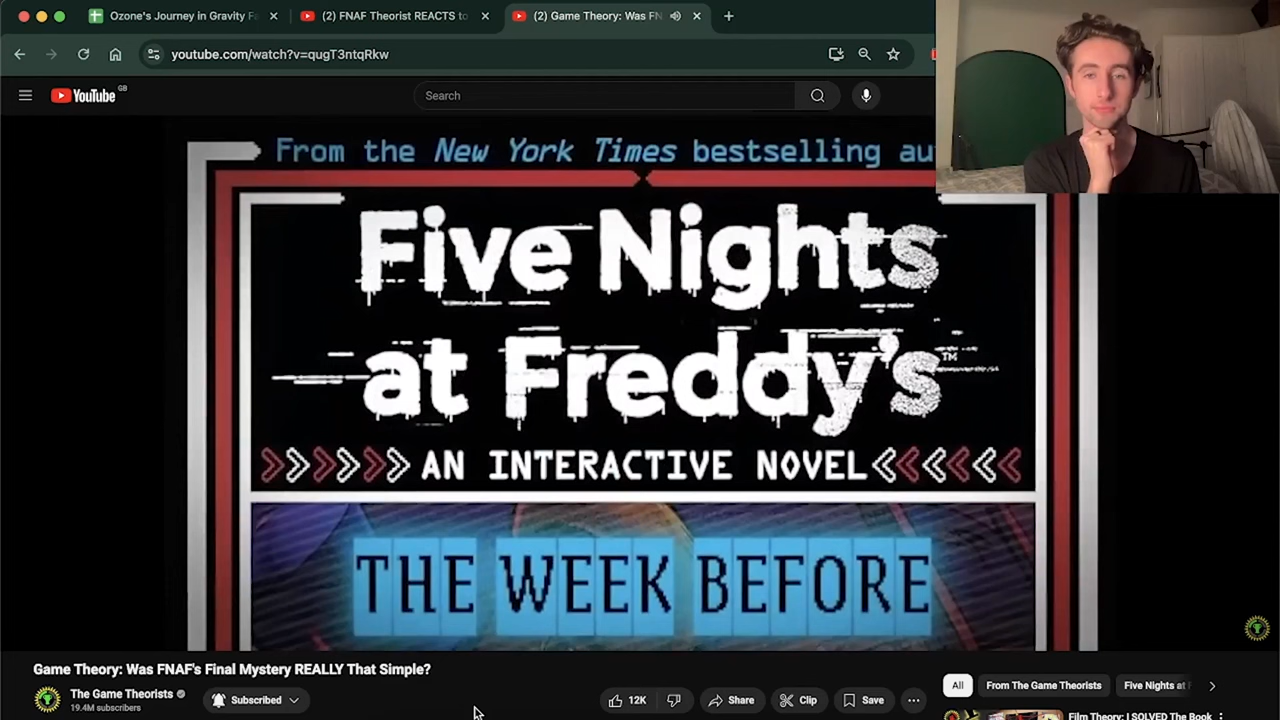 Ozone's Journey in Gravity Fa
(2) FNAF Theorist REACTS to
(2) Game Theory: Was FN
youtube.com/watch?v=qugT3ntqRkw
YouTube GB
Search
From the New York Times bestselling au
Five Nights
at Freddy's™
AN INTERACTIVE NOVEL
THE WEEK BEFORE
Game Theory: Was FNAF's Final Mystery REALLY That Simple?
The Game Theorists
19.4M subscribers
Subscribed
12K
Share
Clip
Save
All
From The Game Theorists
Five Nights at F
Film Theory: I SOLVED The Book